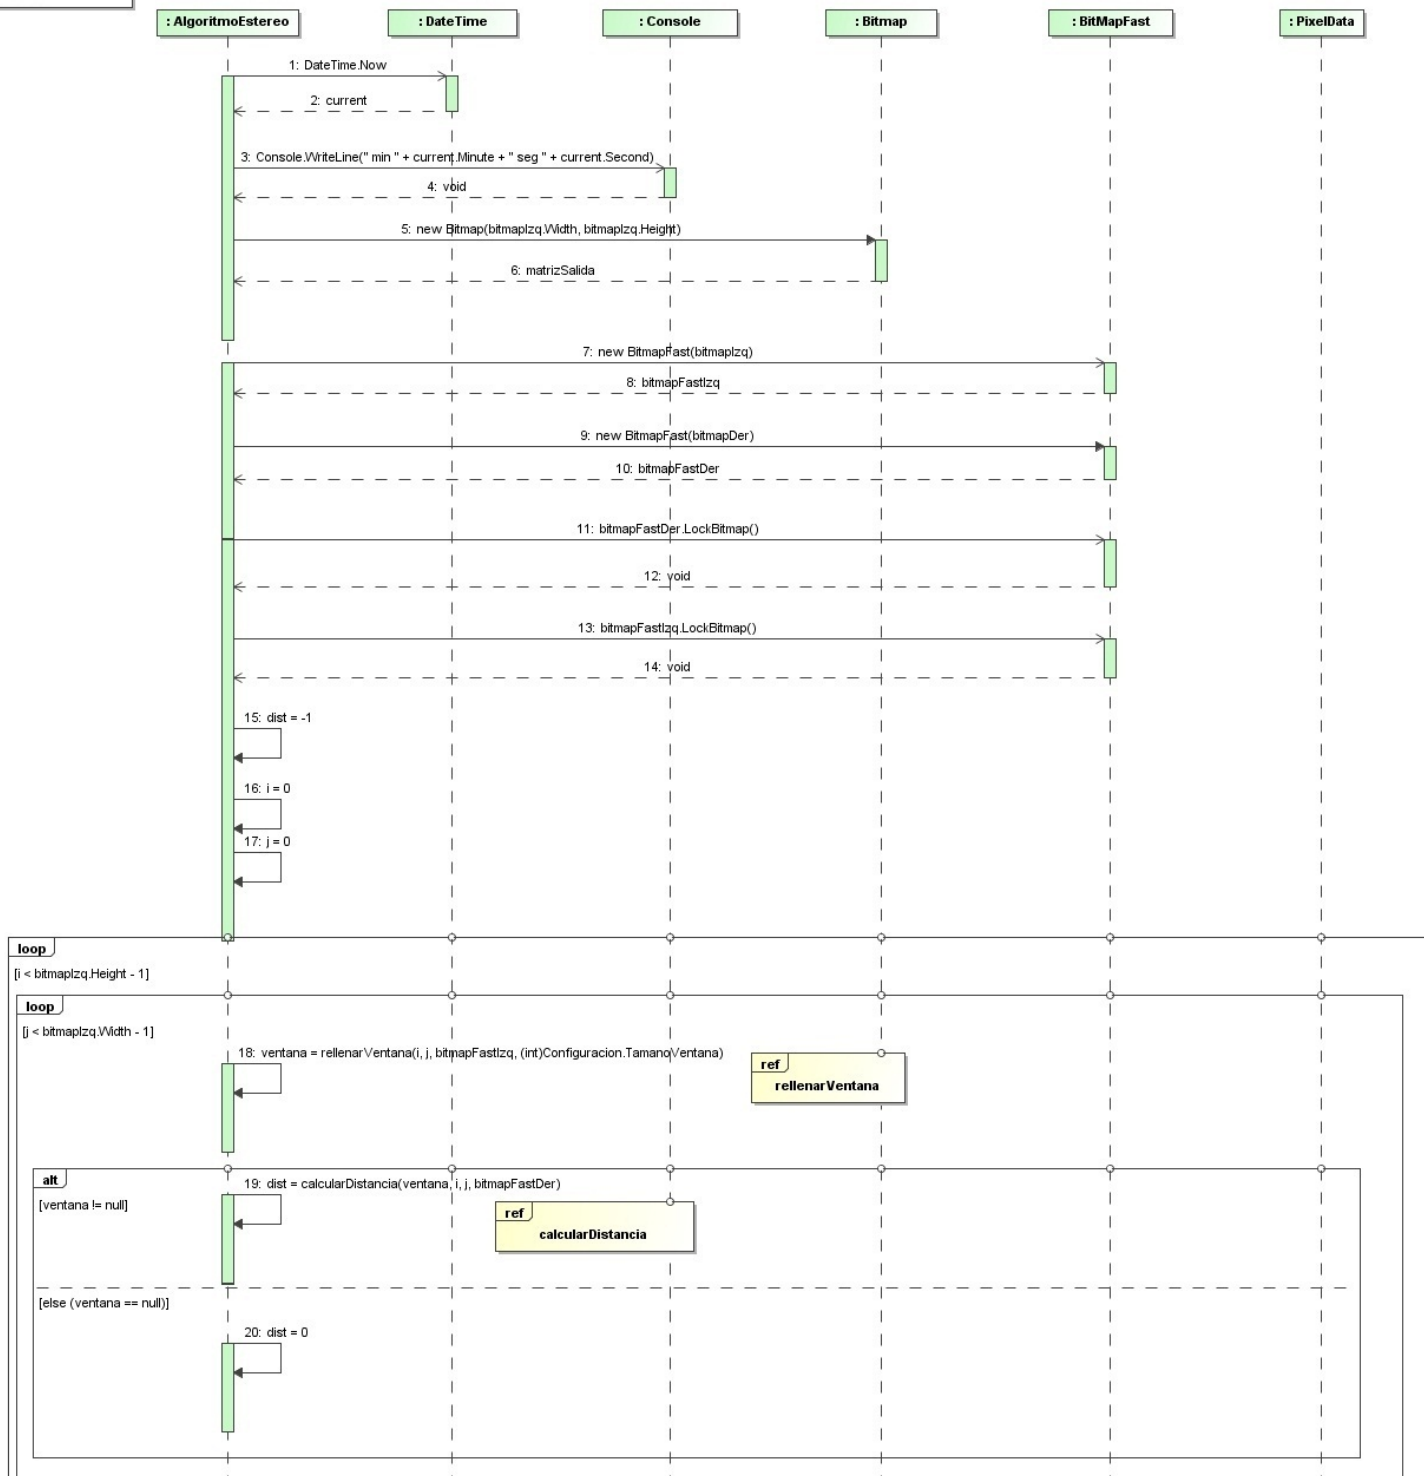 : AlgoritmoEstereo
: DateTime
: Console
: Bitmap
: BitMapFast
: PixelData
1: DateTime.Now
2: current
3: Console.WriteLine(" min " + current.Minute + " seg " + current.Second)
4: void
5: new Bitmap(bitmapIzq.Width, bitmapIzq.Height)
6: matrizSalida
7: new BitmapFast(bitmapIzq)
8: bitmapFastIzq
9: new BitmapFast(bitmapDer)
10: bitmapFastDer
11: bitmapFastDer.LockBitmap()
12: void
13: bitmapFastIzq.LockBitmap()
14: void
15: dist = -1
16: i = 0
17: j = 0
loop
[i < bitmapIzq.Height - 1]
loop
[j < bitmapIzq.Width - 1]
18: ventana = rellenarVentana(i, j, bitmapFastIzq, (int)Configuracion.TamanoVentana)
ref
rellenarVentana
alt
19: dist = calcularDistancia(ventana, i, j, bitmapFastDer)
[ventana != null]
ref
calcularDistancia
[else (ventana == null)]
20: dist = 0